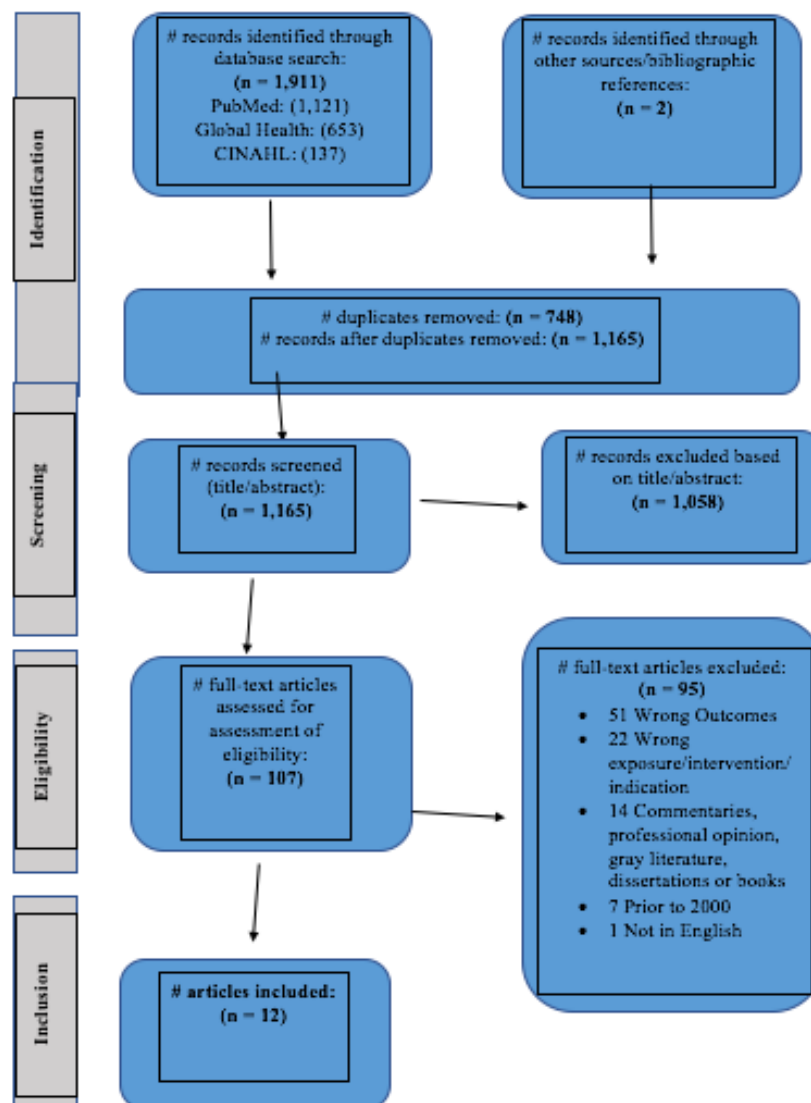 Identification
# records identified through
database search:
(n = 1,911)
PubMed: (1,121)
Global Health: (653)
CINAHL: (137)
# records identified through
other sources/bibliographic
references:
(n = 2)
# duplicates removed: (n = 748)
# records after duplicates removed: (n = 1,165)
Screening
# records screened
(title/abstract):
(n = 1,165)
# records excluded based
on title/abstract:
(n = 1,058)
Eligibility
# full-text articles
assessed for
assessment of
eligibility:
(n = 107)
# full-text articles excluded:
(n = 95)
• 51 Wrong Outcomes
• 22 Wrong
exposure/intervention/
indication
• 14 Commentaries,
professional opinion,
gray literature,
dissertations or books
• 7 Prior to 2000
• 1 Not in English
Inclusion
# articles included:
(n = 12)